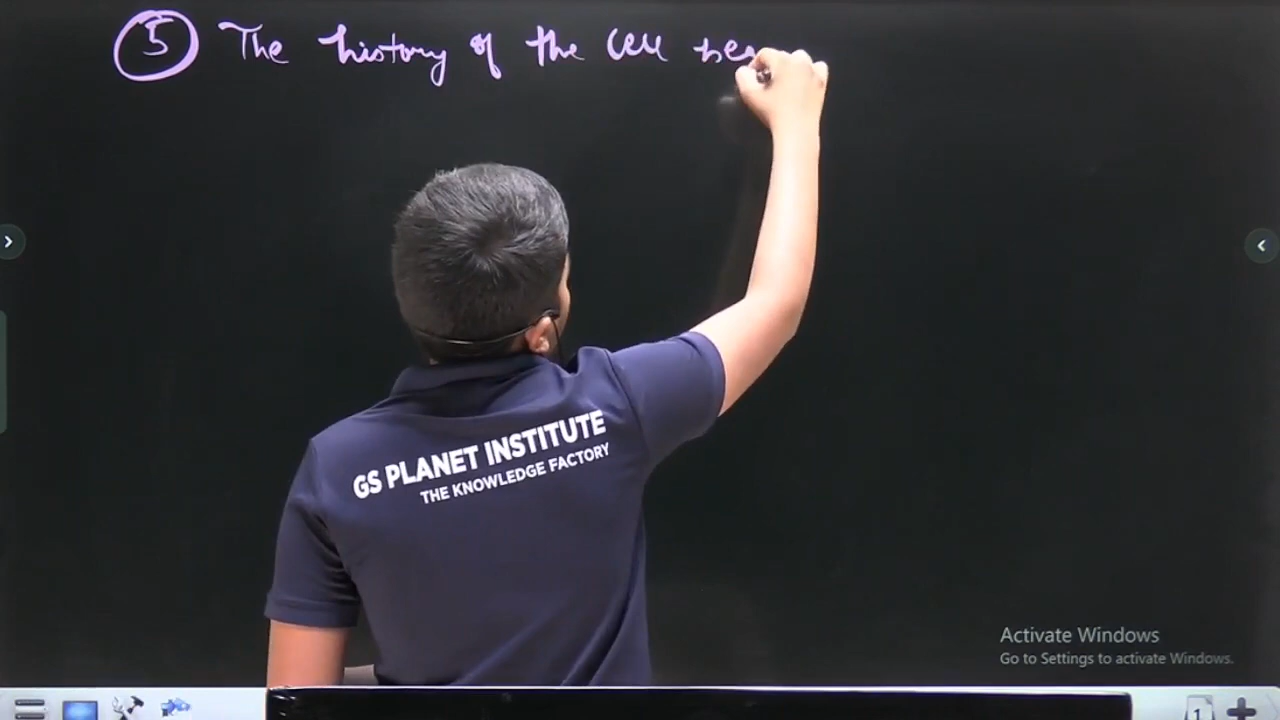 5 The history of the cell
GS PLANET INSTITUTE
THE KNOWLEDGE FACTORY
Activate Windows
Go to Settings to activate Windows.
1